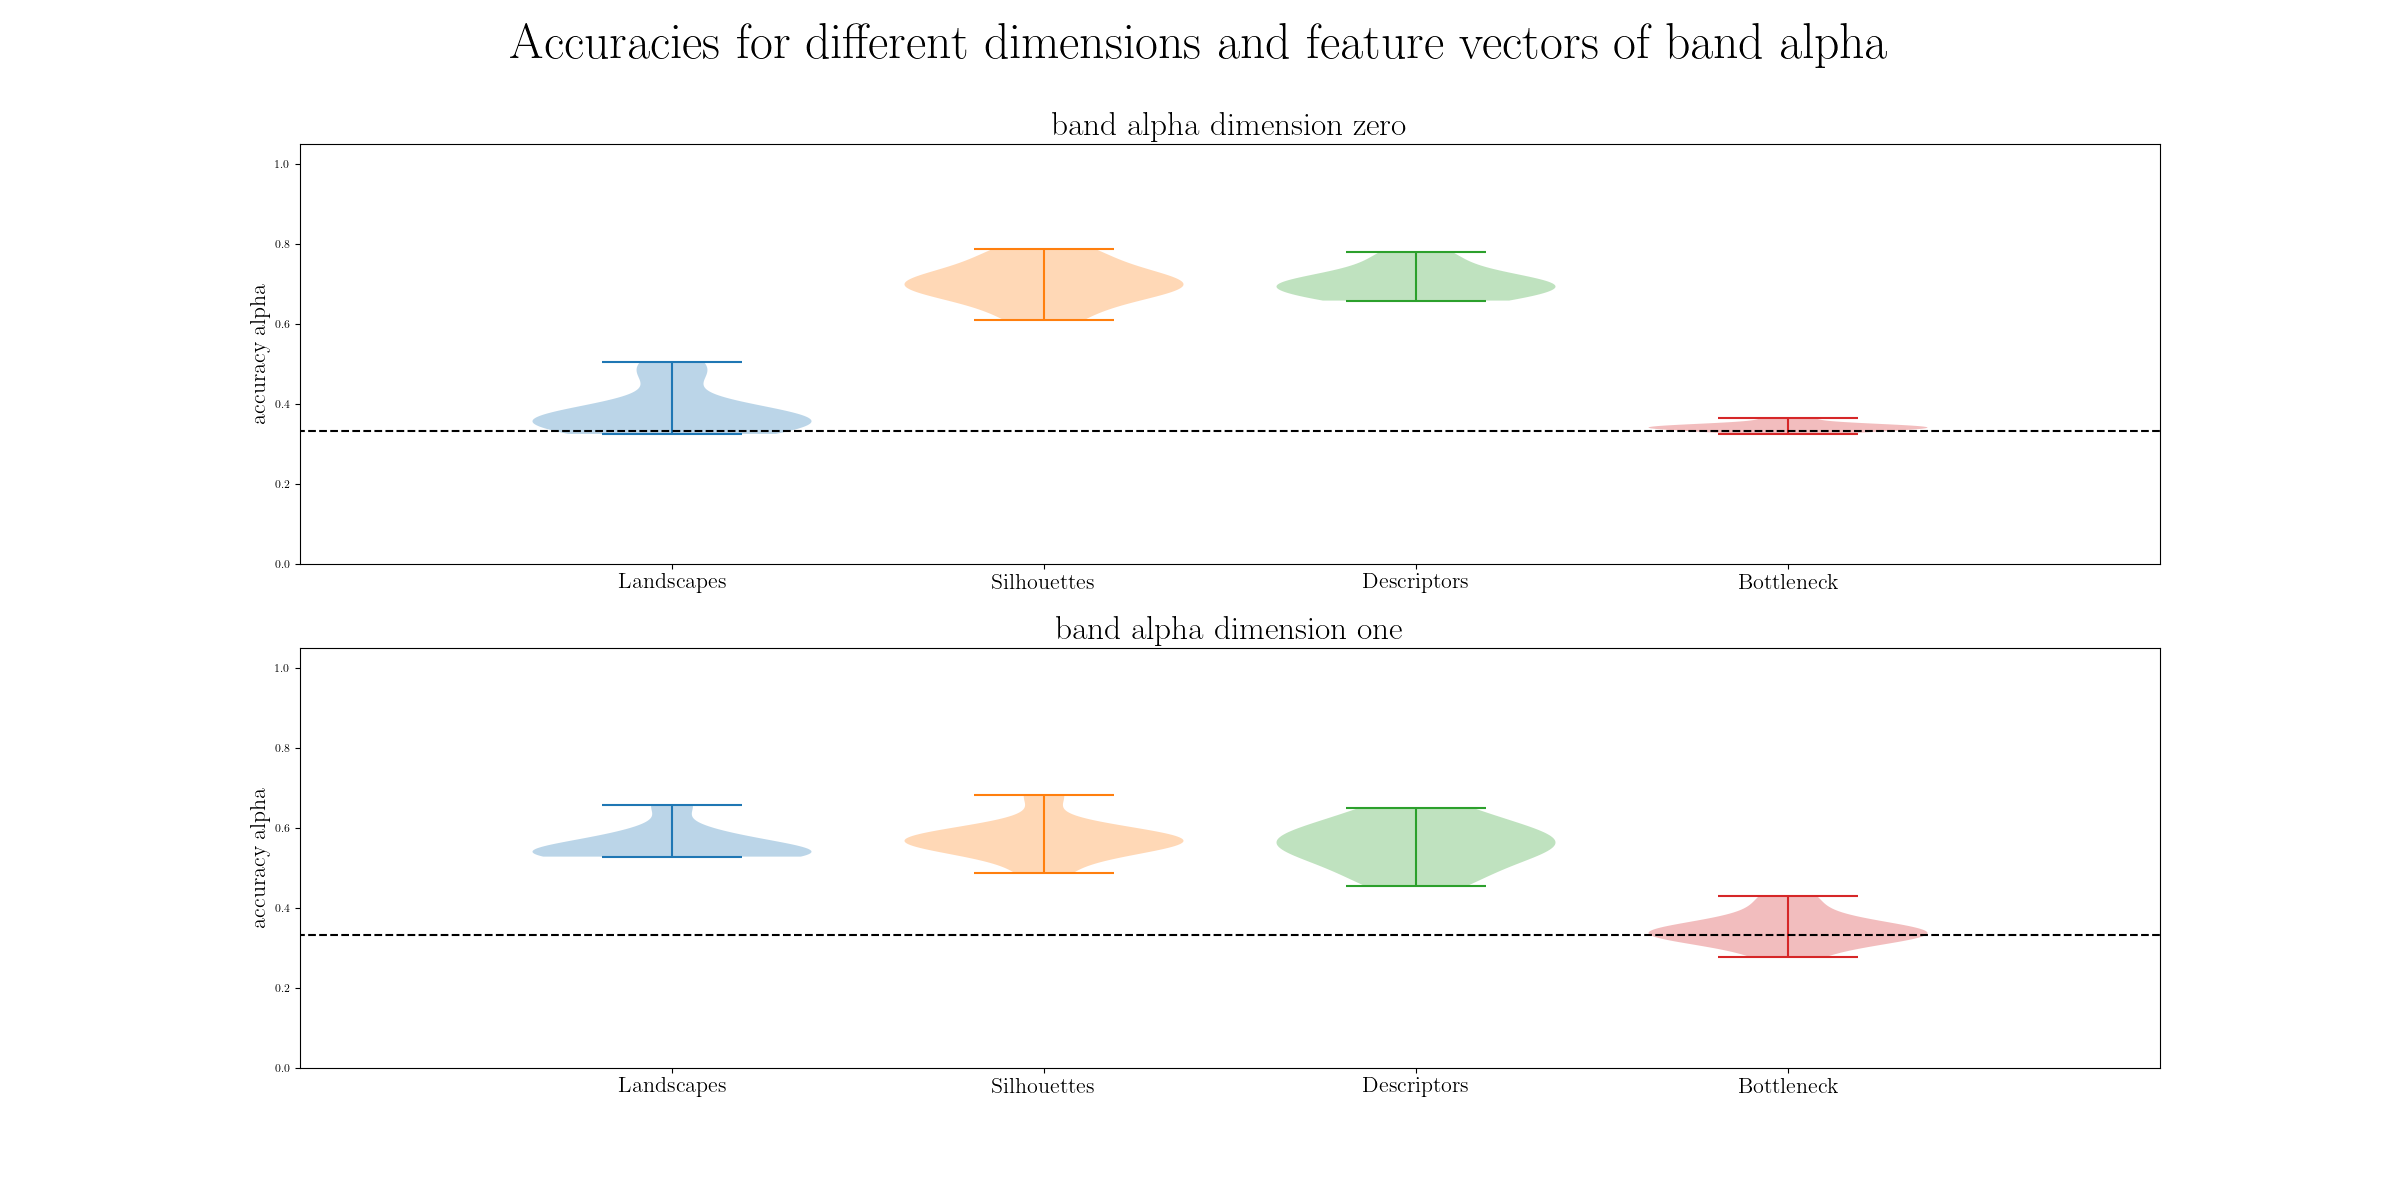 Accuracies for different dimensions and feature vectors of band alpha
band alpha dimension zero
1.0
0.8
0.6
0.4
0.2
0.0
accuracy alpha
Landscapes Silhouettes Descriptors Bottleneck
band alpha dimension one
1.0
0.8
0.6
0.4
0.2
0.0
accuracy alpha
Landscapes Silhouettes Descriptors Bottleneck